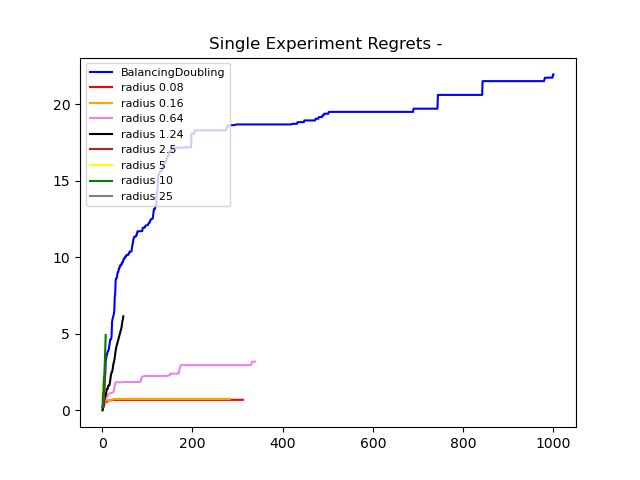 Single Experiment Regrets -
BalancingDoubling
radius 0.08
radius 0.16
radius 0.64
radius 1.24
radius 2.5
radius 5
radius 10
radius 25
20
15
10
5
0
0 200 400 600 800 1000